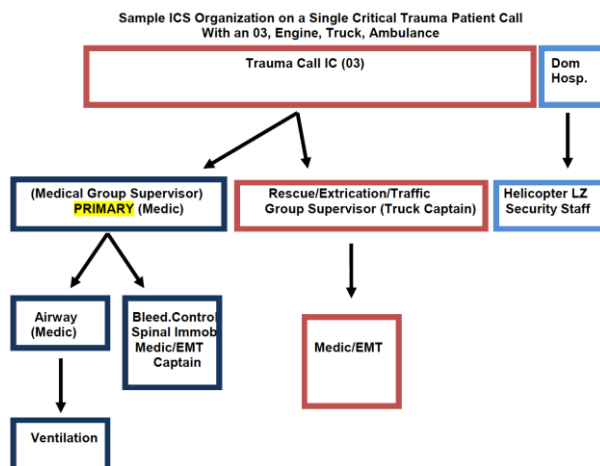 Sample ICS Organization on a Single Critical Trauma Patient Call
With an 03, Engine, Truck, Ambulance
Trauma Call IC (03)
Dom
Hosp.
(Medical Group Supervisor)
PRIMARY (Medic)
Rescue/Extrication/Traffic
Group Supervisor (Truck Captain)
Helicopter LZ
Security Staff
Airway
(Medic)
Bleed.Control
Spinal Immob
Medic/EMT
Captain
Medic/EMT
Ventilation